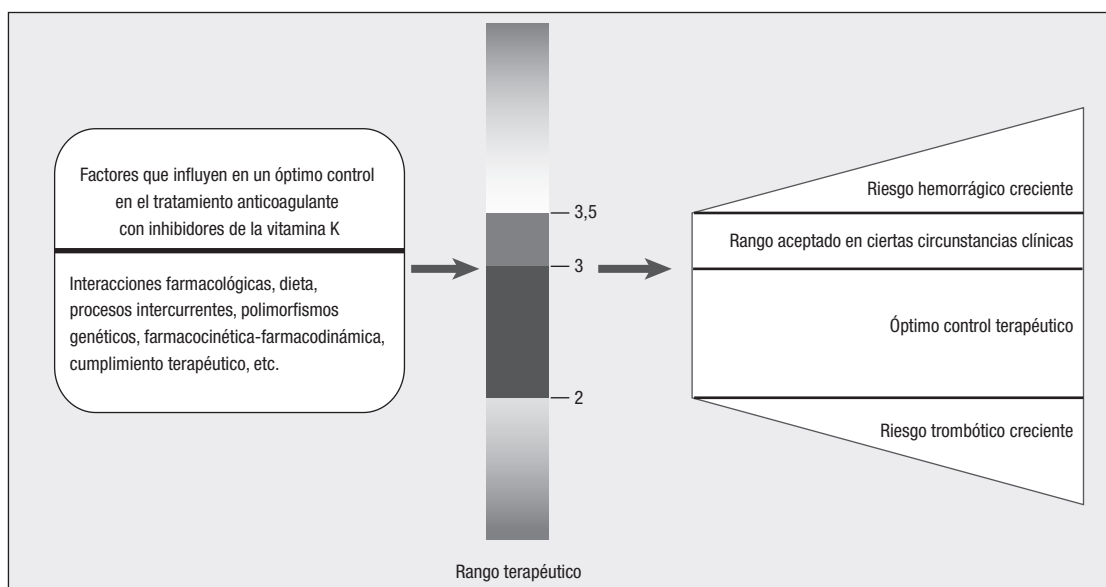 Factores que influyen en un óptimo control
en el tratamiento anticoagulante
con inhibidores de la vitamina K
Interacciones farmacológicas, dieta,
procesos intercurrentes, polimorfismos
genéticos, farmacocinética-farmacodinámica,
cumplimiento terapéutico, etc.
3,5
3
2
Rango terapéutico
Riesgo hemorrágico creciente
Rango aceptado en ciertas circunstancias clínicas
Óptimo control terapéutico
Riesgo trombótico creciente